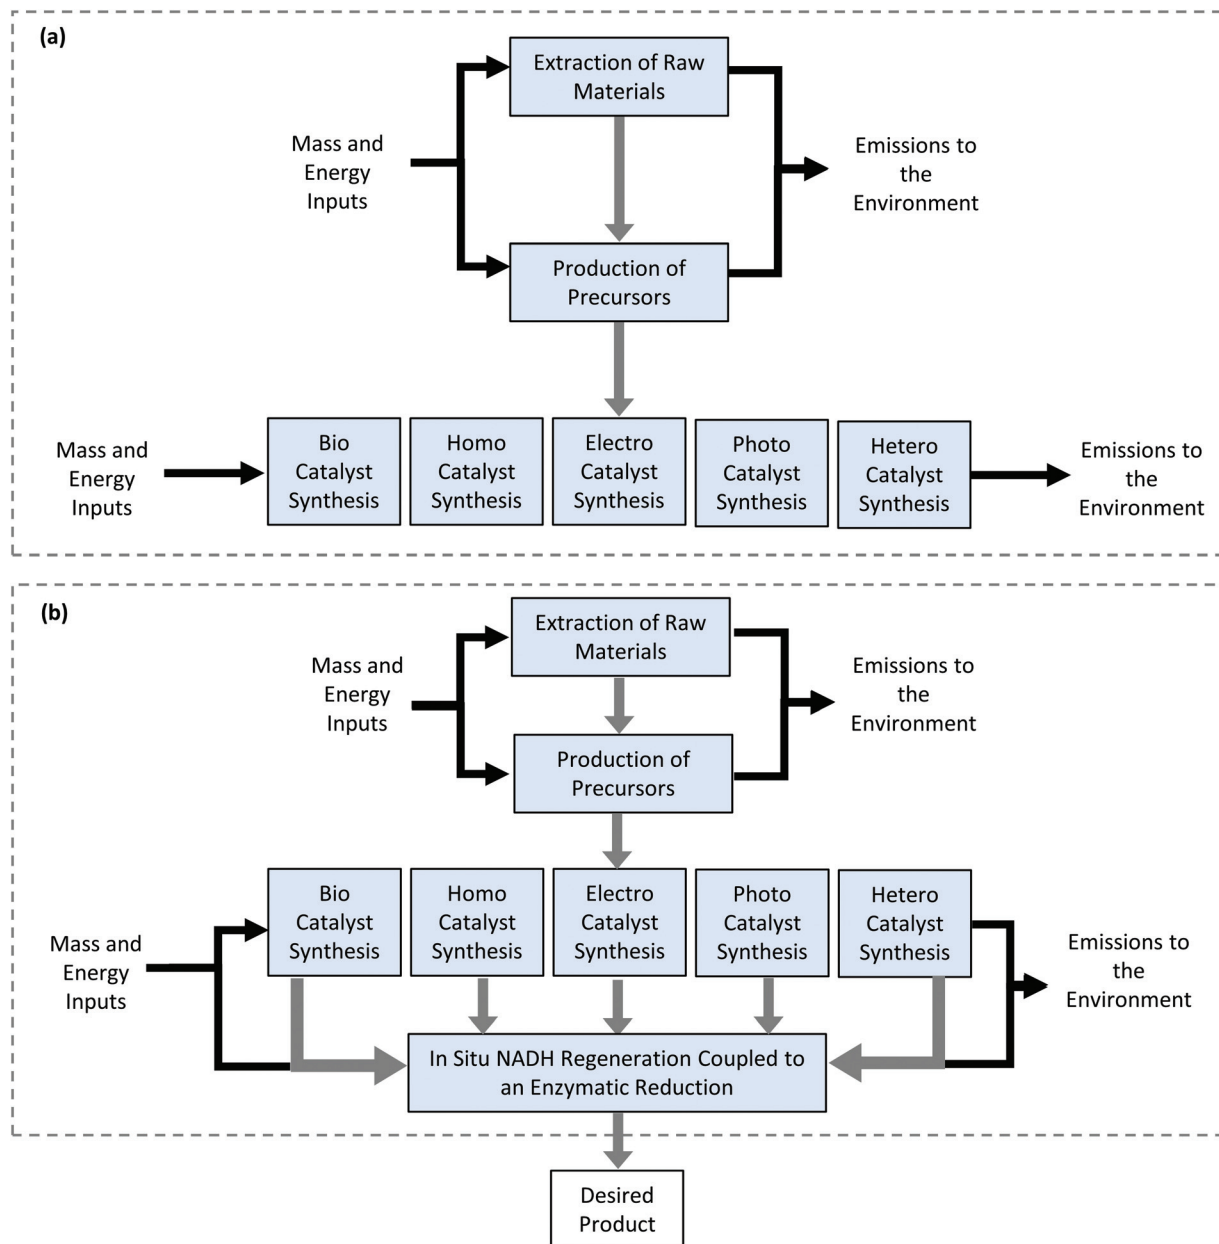 (a)
Extraction of Raw
Materials
Mass and
Energy
Inputs
Emissions to
the
Environment
Production of
Precursors
Mass and
Energy
Inputs
Bio
Catalyst
Synthesis
Homo
Catalyst
Synthesis
Electro
Catalyst
Synthesis
Photo
Catalyst
Synthesis
Hetero
Catalyst
Synthesis
Emissions to
the
Environment
(b)
Extraction of Raw
Materials
Mass and
Energy
Inputs
Emissions to
the
Environment
Production of
Precursors
Mass and
Energy
Inputs
Bio
Catalyst
Synthesis
Homo
Catalyst
Synthesis
Electro
Catalyst
Synthesis
Photo
Catalyst
Synthesis
Hetero
Catalyst
Synthesis
Emissions to
the
Environment
In Situ NADH Regeneration Coupled to
an Enzymatic Reduction
Desired
Product